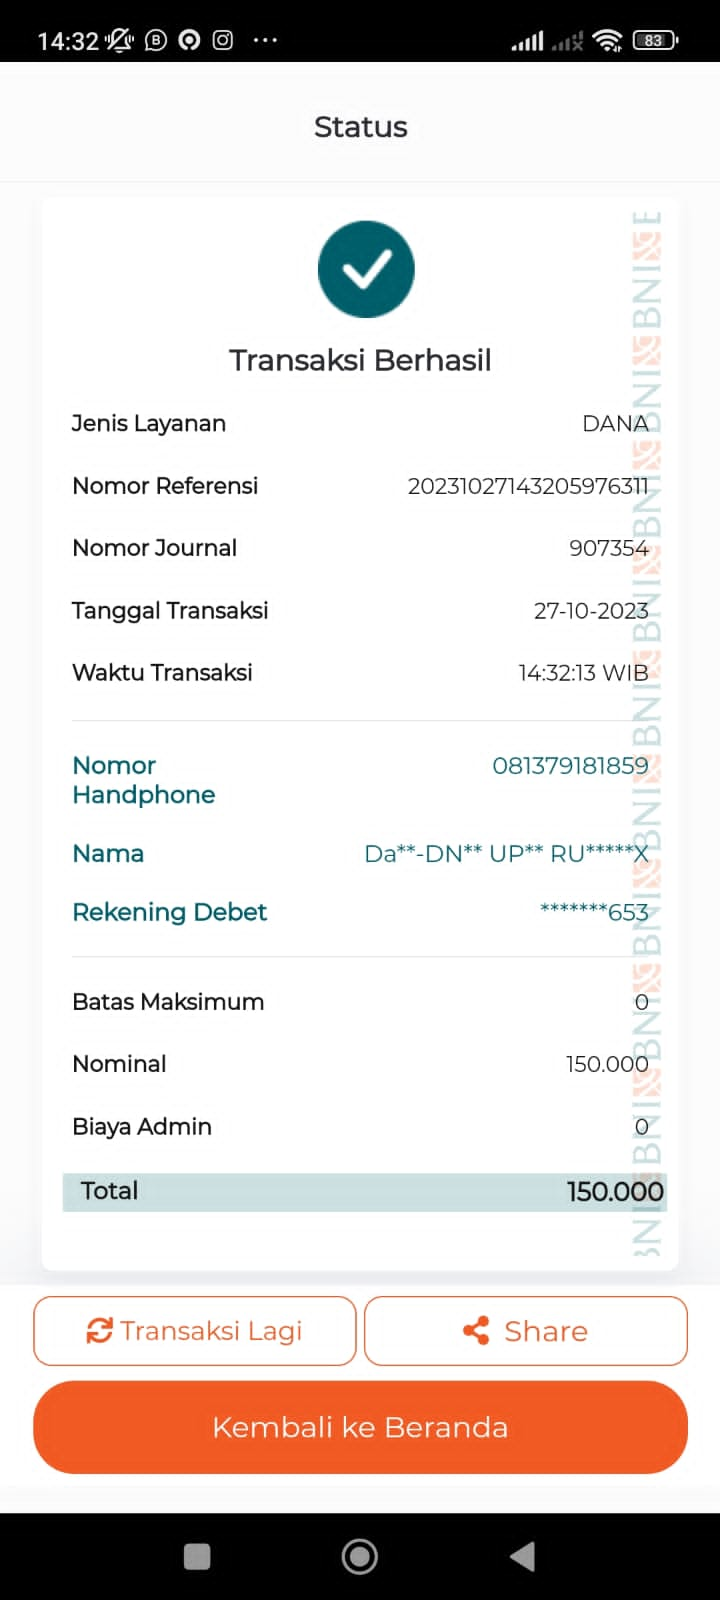 14:32
83
Status
Transaksi Berhasil
Jenis Layanan DANA
Nomor Referensi 20231027143205976311
Nomor Journal 907354
Tanggal Transaksi 27-10-2023
Waktu Transaksi 14:32:13 WIB
Nomor Handphone 081379181859
Nama Da**-DN** UP** RU*****X
Rekening Debet *******653
Batas Maksimum 0
Nominal 150.000
Biaya Admin 0
Total 150.000
BNI BNI BNI BNI BNI BNI BNI BNI BNI
Transaksi Lagi
Share
Kembali ke Beranda